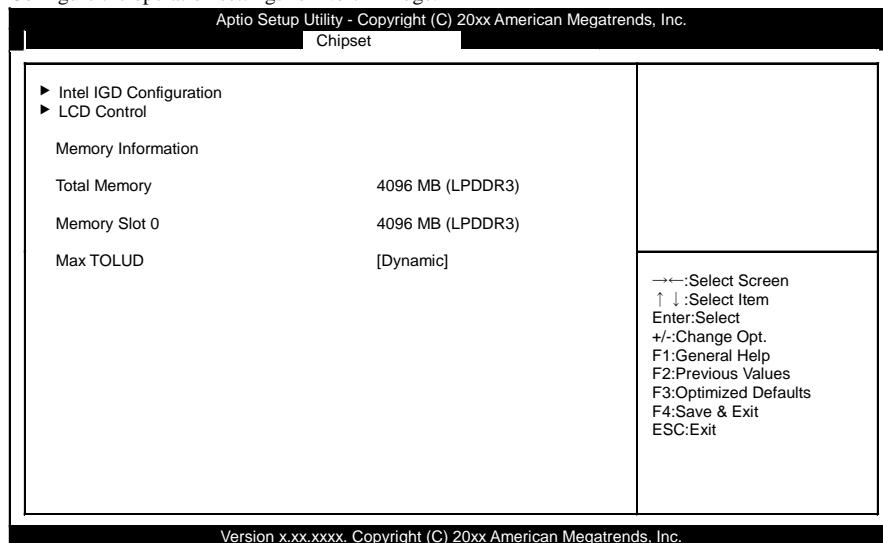 Aptio Setup Utility - Copyright (C) 20xx American Megatrends, Inc.
Chipset
► Intel IGD Configuration
► LCD Control
Memory Information
Total Memory 4096 MB (LPDDR3)
Memory Slot 0 4096 MB (LPDDR3)
Max TOLUD [Dynamic]
→←:Select Screen
↑↓:Select Item
Enter:Select
+/-:Change Opt.
F1:General Help
F2:Previous Values
F3:Optimized Defaults
F4:Save & Exit
ESC:Exit
Version x.xx.xxxx. Copyright (C) 20xx American Megatrends, Inc.